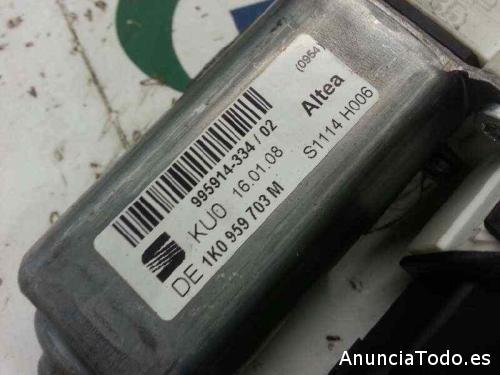 (0954)
Altea
S1114 H006
995914-334 / 02
KU0 16.01.08
DE 1K0 959 703 M
AnunciaTodo.es